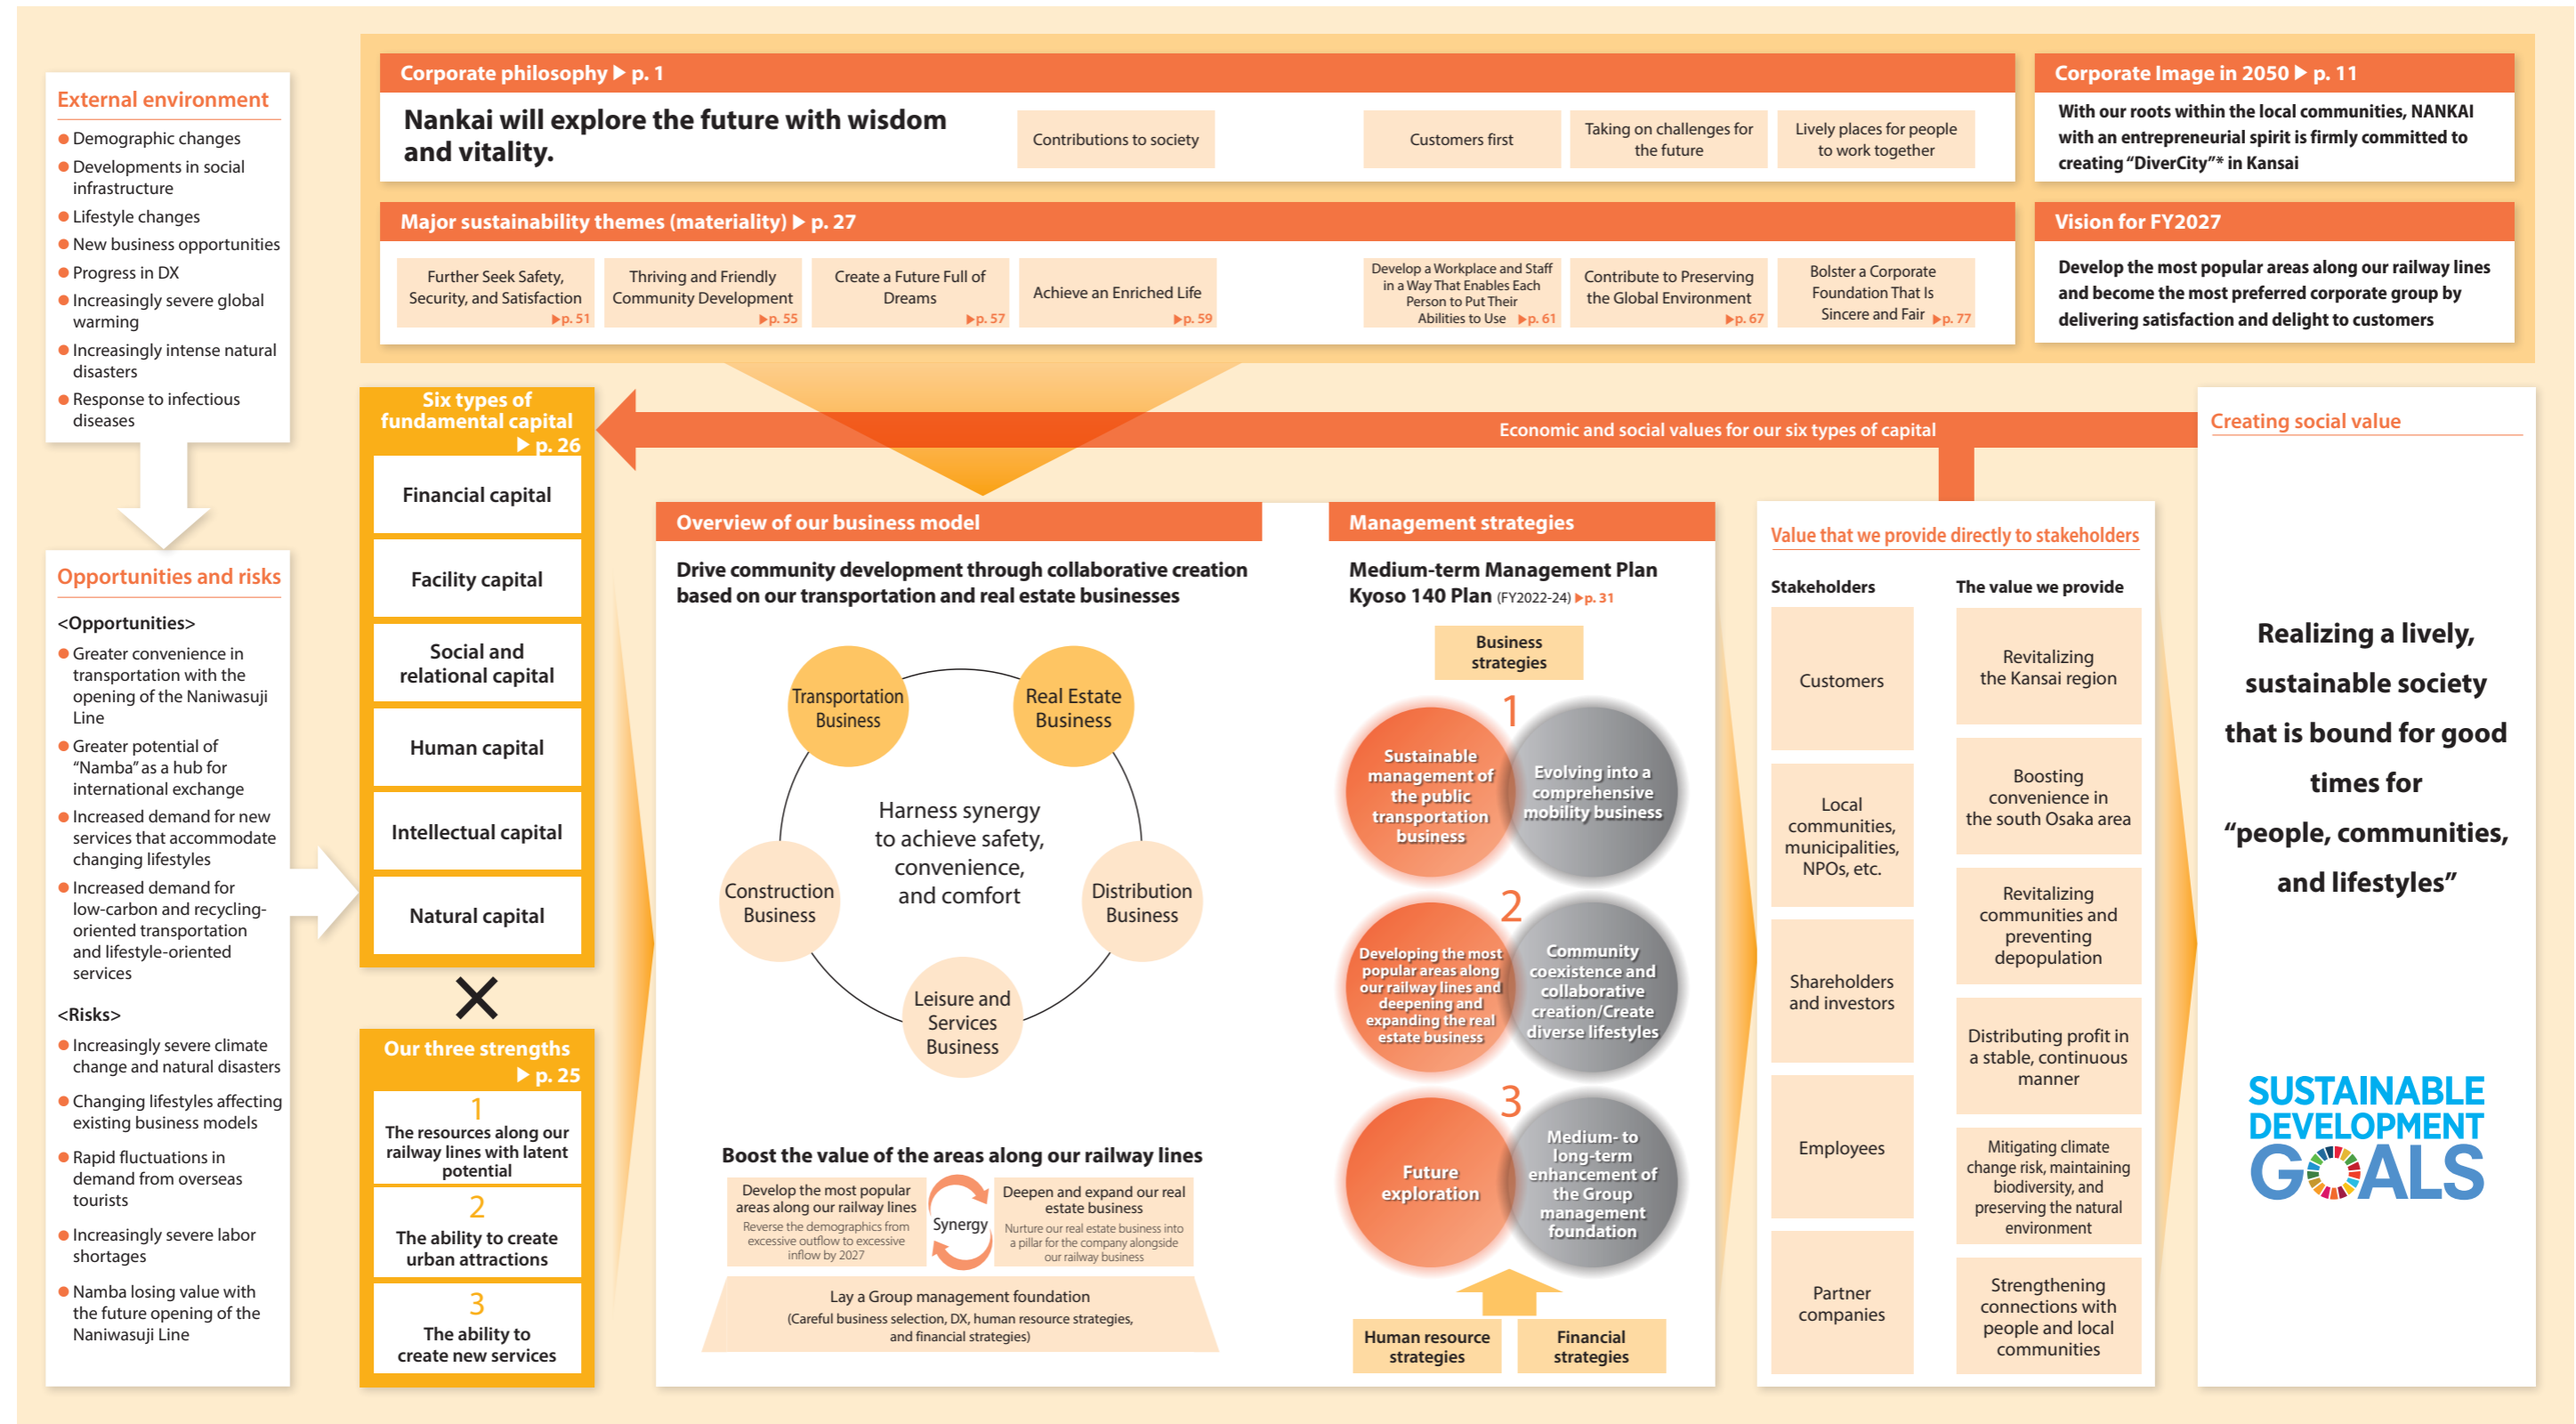 Corporate philosophy ▶ p. 1
Nankai will explore the future with wisdom
and vitality.
Contributions to society
Customers first
Taking on challenges for
the future
Lively places for people
to work together
Corporate Image in 2050 ▶ p. 11
With our roots within the local communities, NANKAI
with an entrepreneurial spirit is firmly committed to
creating “DiverCity”* in Kansai
Major sustainability themes (materiality) ▶ p. 27
Further Seek Safety,
Security, and Satisfaction
▶p. 51
Thriving and Friendly
Community Development
▶p. 55
Create a Future Full of
Dreams
▶p. 57
Achieve an Enriched Life
▶p. 59
Develop a Workplace and Staff
in a Way That Enables Each
Person to Put Their
Abilities to Use ▶p. 61
Contribute to Preserving
the Global Environment
▶p. 67
Bolster a Corporate
Foundation That Is
Sincere and Fair ▶p. 77
Vision for FY2027
Develop the most popular areas along our railway lines
and become the most preferred corporate group by
delivering satisfaction and delight to customers
External environment
● Demographic changes
● Developments in social
infrastructure
● Lifestyle changes
● New business opportunities
● Progress in DX
● Increasingly severe global
warming
● Increasingly intense natural
disasters
● Response to infectious
diseases
Opportunities and risks
<Opportunities>
● Greater convenience in
transportation with the
opening of the Naniwasuji
Line
● Greater potential of
“Namba” as a hub for
international exchange
● Increased demand for new
services that accommodate
changing lifestyles
● Increased demand for
low-carbon and recycling-
oriented transportation
and lifestyle-oriented
services
<Risks>
● Increasingly severe climate
change and natural disasters
● Changing lifestyles affecting
existing business models
● Rapid fluctuations in
demand from overseas
tourists
● Increasingly severe labor
shortages
● Namba losing value with
the future opening of the
Naniwasuji Line
Six types of
fundamental capital
▶ p. 26
Financial capital
Facility capital
Social and
relational capital
Human capital
Intellectual capital
Natural capital
×
Our three strengths
▶ p. 25
1
The resources along our
railway lines with latent
potential
2
The ability to create
urban attractions
3
The ability to
create new services
Economic and social values for our six types of capital
Overview of our business model
Drive community development through collaborative creation
based on our transportation and real estate businesses
Transportation
Business
Real Estate
Business
Harness synergy
to achieve safety,
convenience,
and comfort
Construction
Business
Distribution
Business
Leisure and
Services
Business
Boost the value of the areas along our railway lines
Develop the most popular
areas along our railway lines
Reverse the demographics from
excessive outflow to excessive
inflow by 2027
Synergy
Deepen and expand our real
estate business
Nurture our real estate business into
a pillar for the company alongside
our railway business
Lay a Group management foundation
(Careful business selection, DX, human resource strategies,
and financial strategies)
Management strategies
Medium-term Management Plan
Kyoso 140 Plan (FY2022-24) ▶p. 31
Business
strategies
1
Sustainable
management of
the public
transportation
business
Evolving into a
comprehensive
mobility business
2
Developing the most
popular areas along
our railway lines and
deepening and
expanding the real
estate business
Community
coexistence and
collaborative
creation/Create
diverse lifestyles
3
Future
exploration
Medium- to
long-term
enhancement of
the Group
management
foundation
Human resource
strategies
Financial
strategies
Value that we provide directly to stakeholders
Stakeholders
Customers
Local
communities,
municipalities,
NPOs, etc.
Shareholders
and investors
Employees
Partner
companies
The value we provide
Revitalizing
the Kansai region
Boosting
convenience in
the south Osaka area
Revitalizing
communities and
preventing
depopulation
Distributing profit in
a stable, continuous
manner
Mitigating climate
change risk, maintaining
biodiversity, and
preserving the natural
environment
Strengthening
connections with
people and local
communities
Creating social value
Realizing a lively,
sustainable society
that is bound for good
times for
“people, communities,
and lifestyles”
SUSTAINABLE
DEVELOPMENT
GOALS